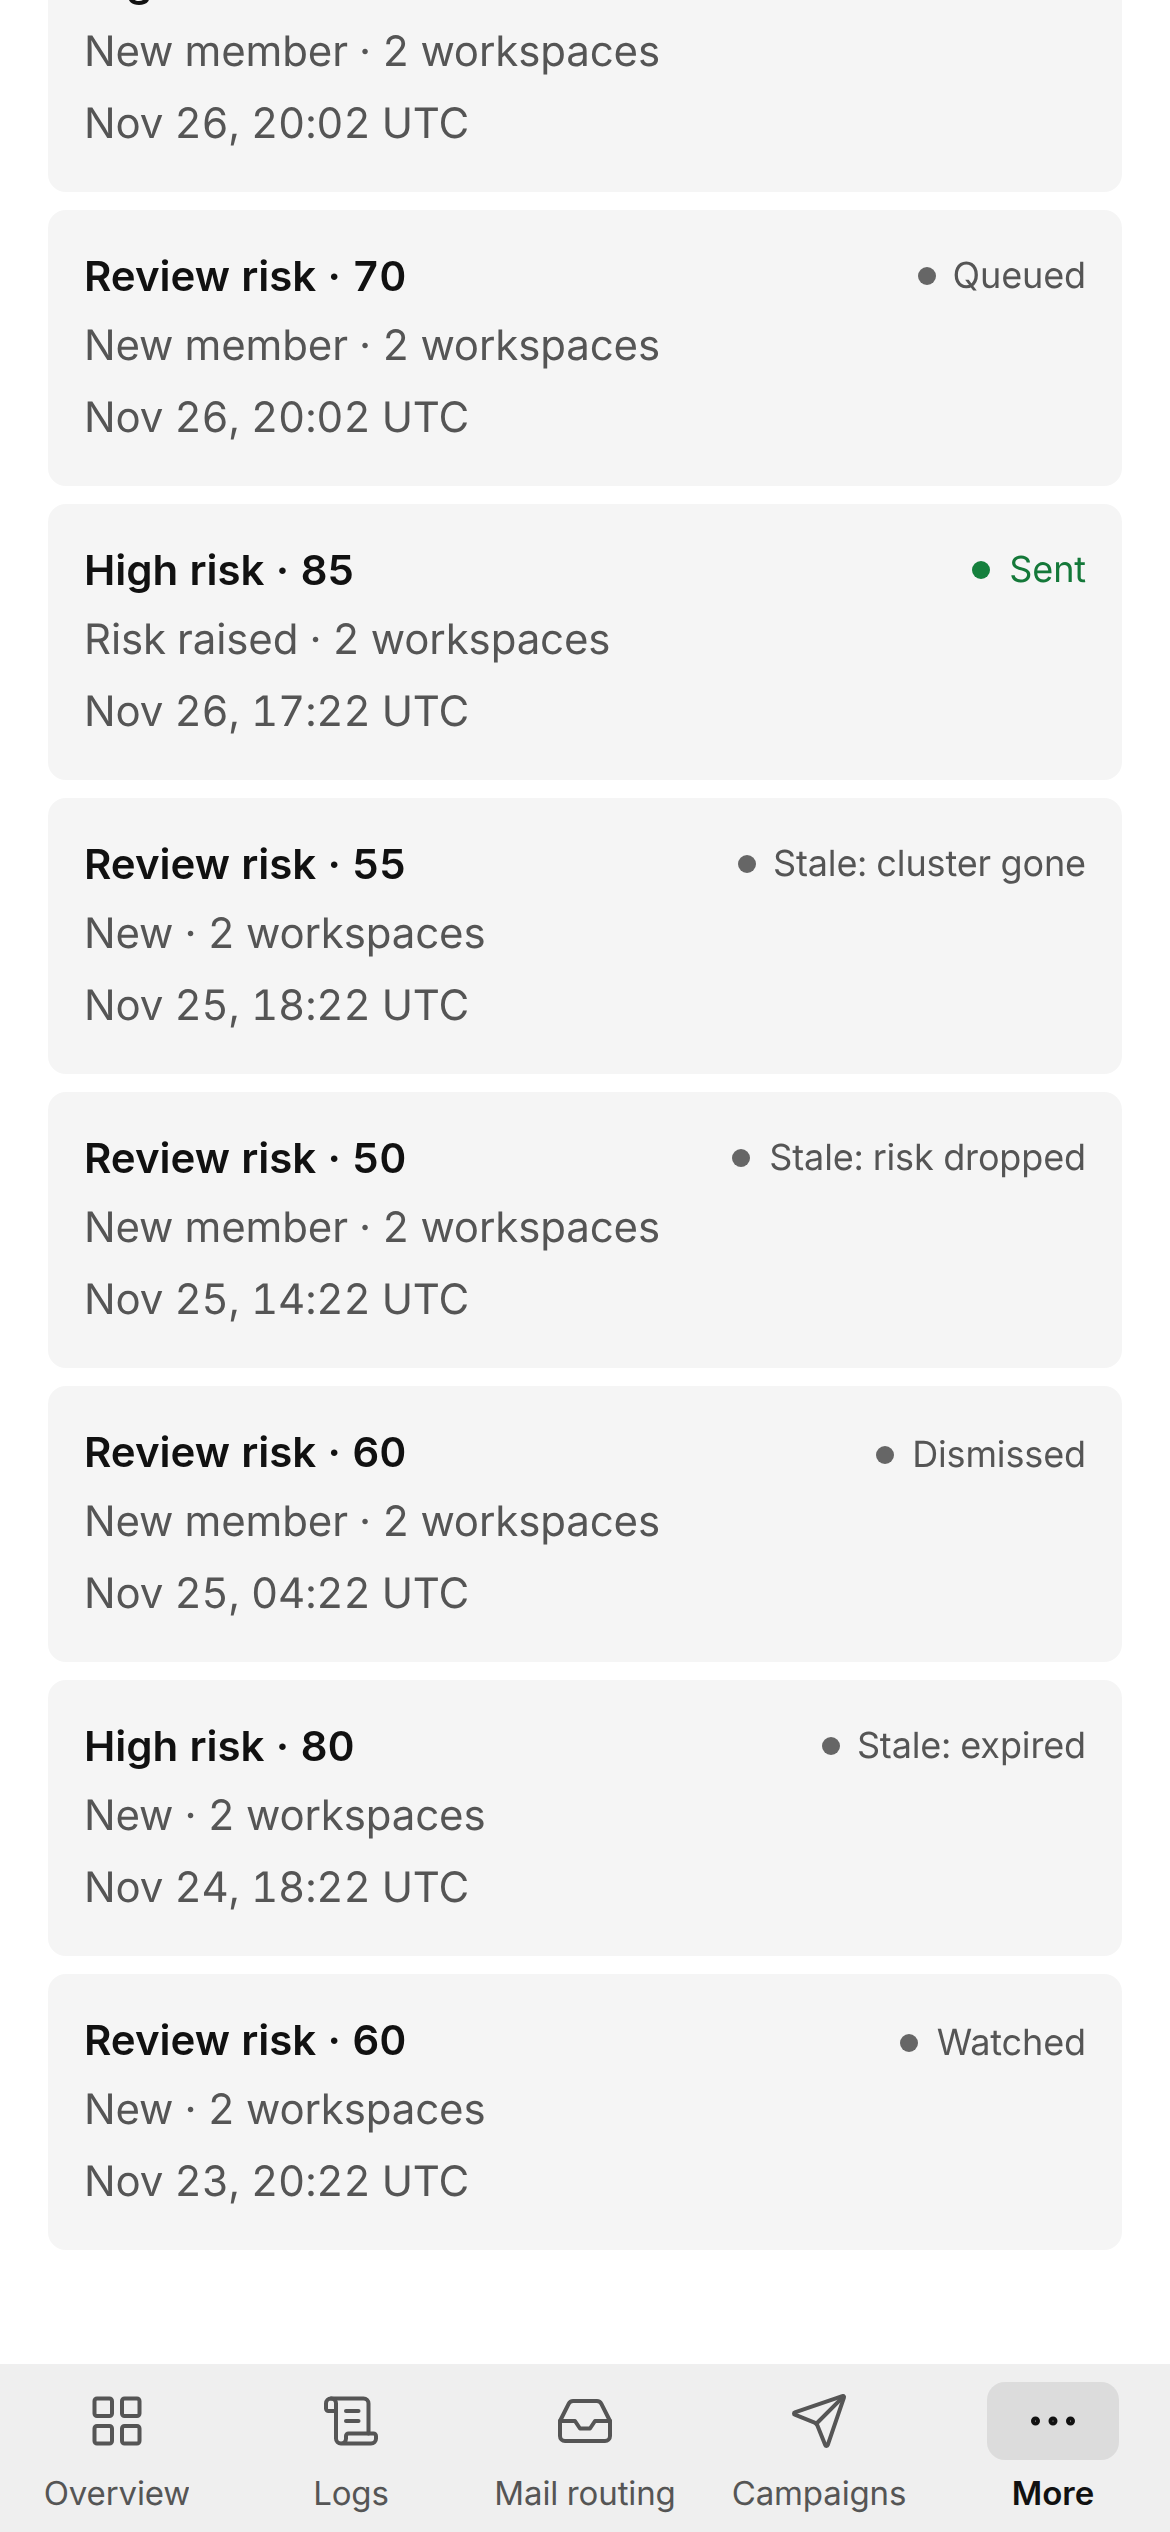 New member · 2 workspaces
Nov 26, 20:02 UTC
Review risk · 70
Queued
New member · 2 workspaces
Nov 26, 20:02 UTC
High risk · 85
Sent
Risk raised · 2 workspaces
Nov 26, 17:22 UTC
Review risk · 55
Stale: cluster gone
New · 2 workspaces
Nov 25, 18:22 UTC
Review risk · 50
Stale: risk dropped
New member · 2 workspaces
Nov 25, 14:22 UTC
Review risk · 60
Dismissed
New member · 2 workspaces
Nov 25, 04:22 UTC
High risk · 80
Stale: expired
New · 2 workspaces
Nov 24, 18:22 UTC
Review risk · 60
Watched
New · 2 workspaces
Nov 23, 20:22 UTC
Overview
Logs
Mail routing
Campaigns
More